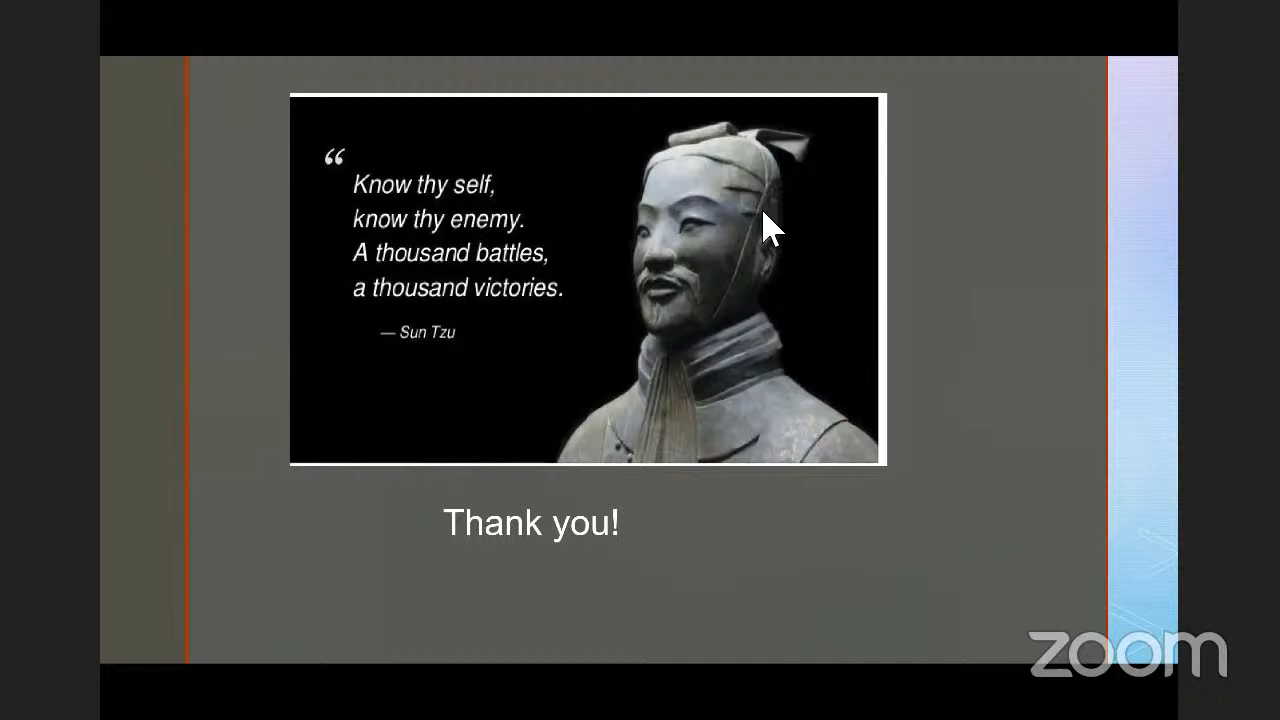 “
Know thy self,
know thy enemy.
A thousand battles,
a thousand victories.
— Sun Tzu
Thank you!
zoom